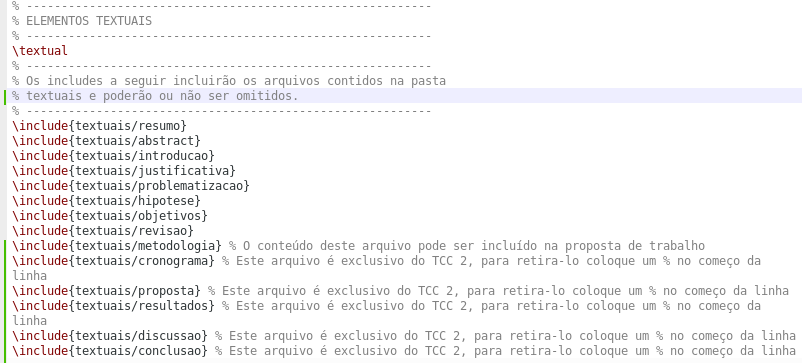 % ----------------------------------------------------------
% ELEMENTOS TEXTUAIS
% ----------------------------------------------------------
\textual
% ----------------------------------------------------------
% Os includes a seguir incluirão os arquivos contidos na pasta
% textuais e poderão ou não ser omitidos.
% ----------------------------------------------------------
\include{textuais/resumo}
\include{textuais/abstract}
\include{textuais/introducao}
\include{textuais/justificativa}
\include{textuais/problematizacao}
\include{textuais/hipotese}
\include{textuais/objetivos}
\include{textuais/revisao}
\include{textuais/metodologia} % O conteúdo deste arquivo pode ser incluído na proposta de trabalho
\include{textuais/cronograma} % Este arquivo é exclusivo do TCC 2, para retira-lo coloque um % no começo da
linha
\include{textuais/proposta} % Este arquivo é exclusivo do TCC 2, para retira-lo coloque um % no começo da linha
\include{textuais/resultados} % Este arquivo é exclusivo do TCC 2, para retira-lo coloque um % no começo da
linha
\include{textuais/discussao} % Este arquivo é exclusivo do TCC 2, para retira-lo coloque um % no começo da linha
\include{textuais/conclusao} % Este arquivo é exclusivo do TCC 2, para retira-lo coloque um % no começo da linha